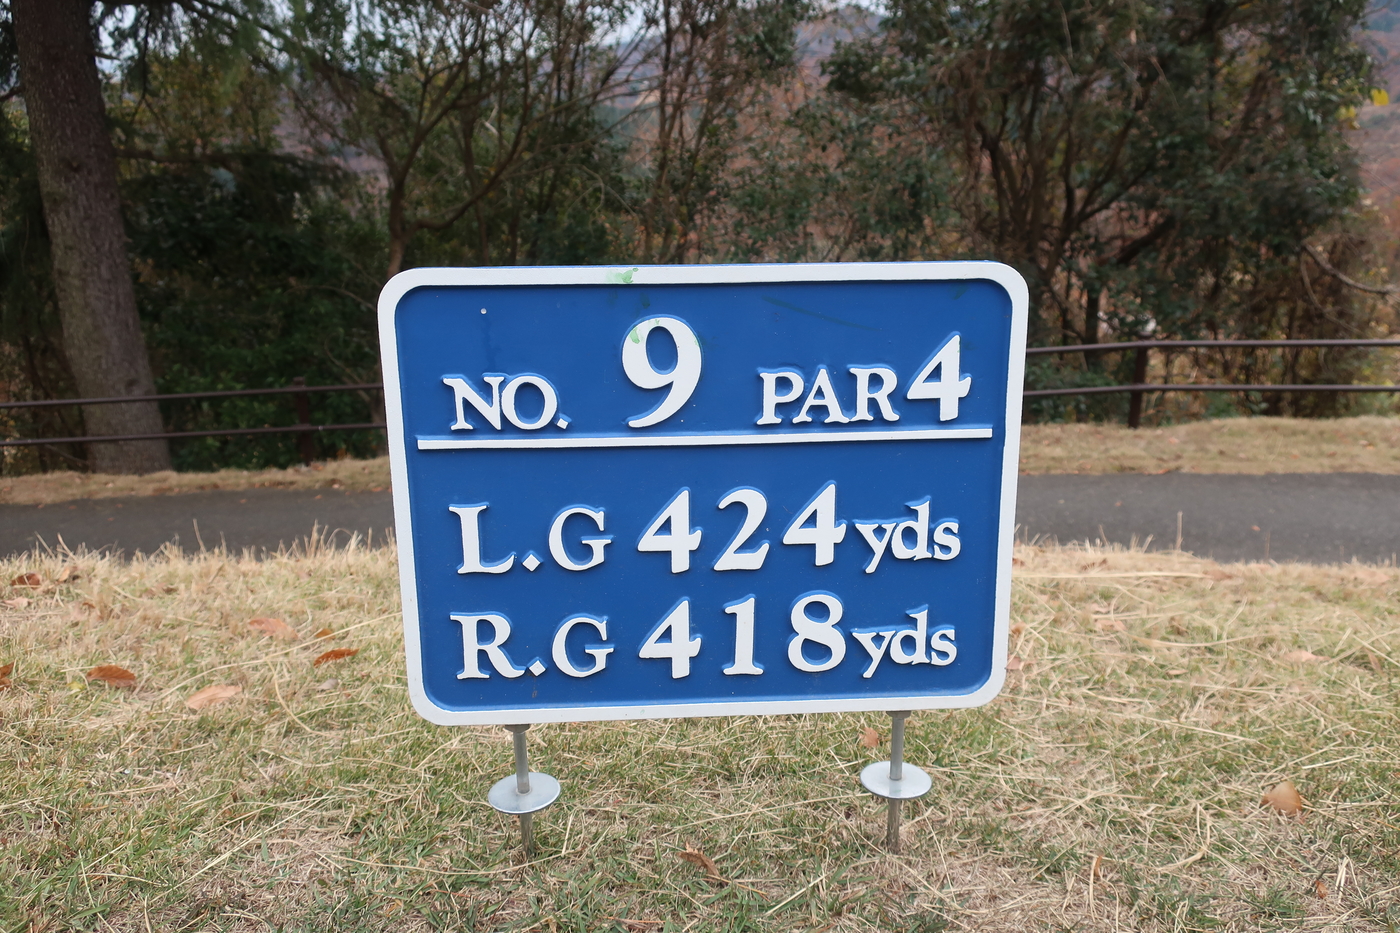 NO. 9 PAR 4
L.G 424 yds
R.G 418 yds